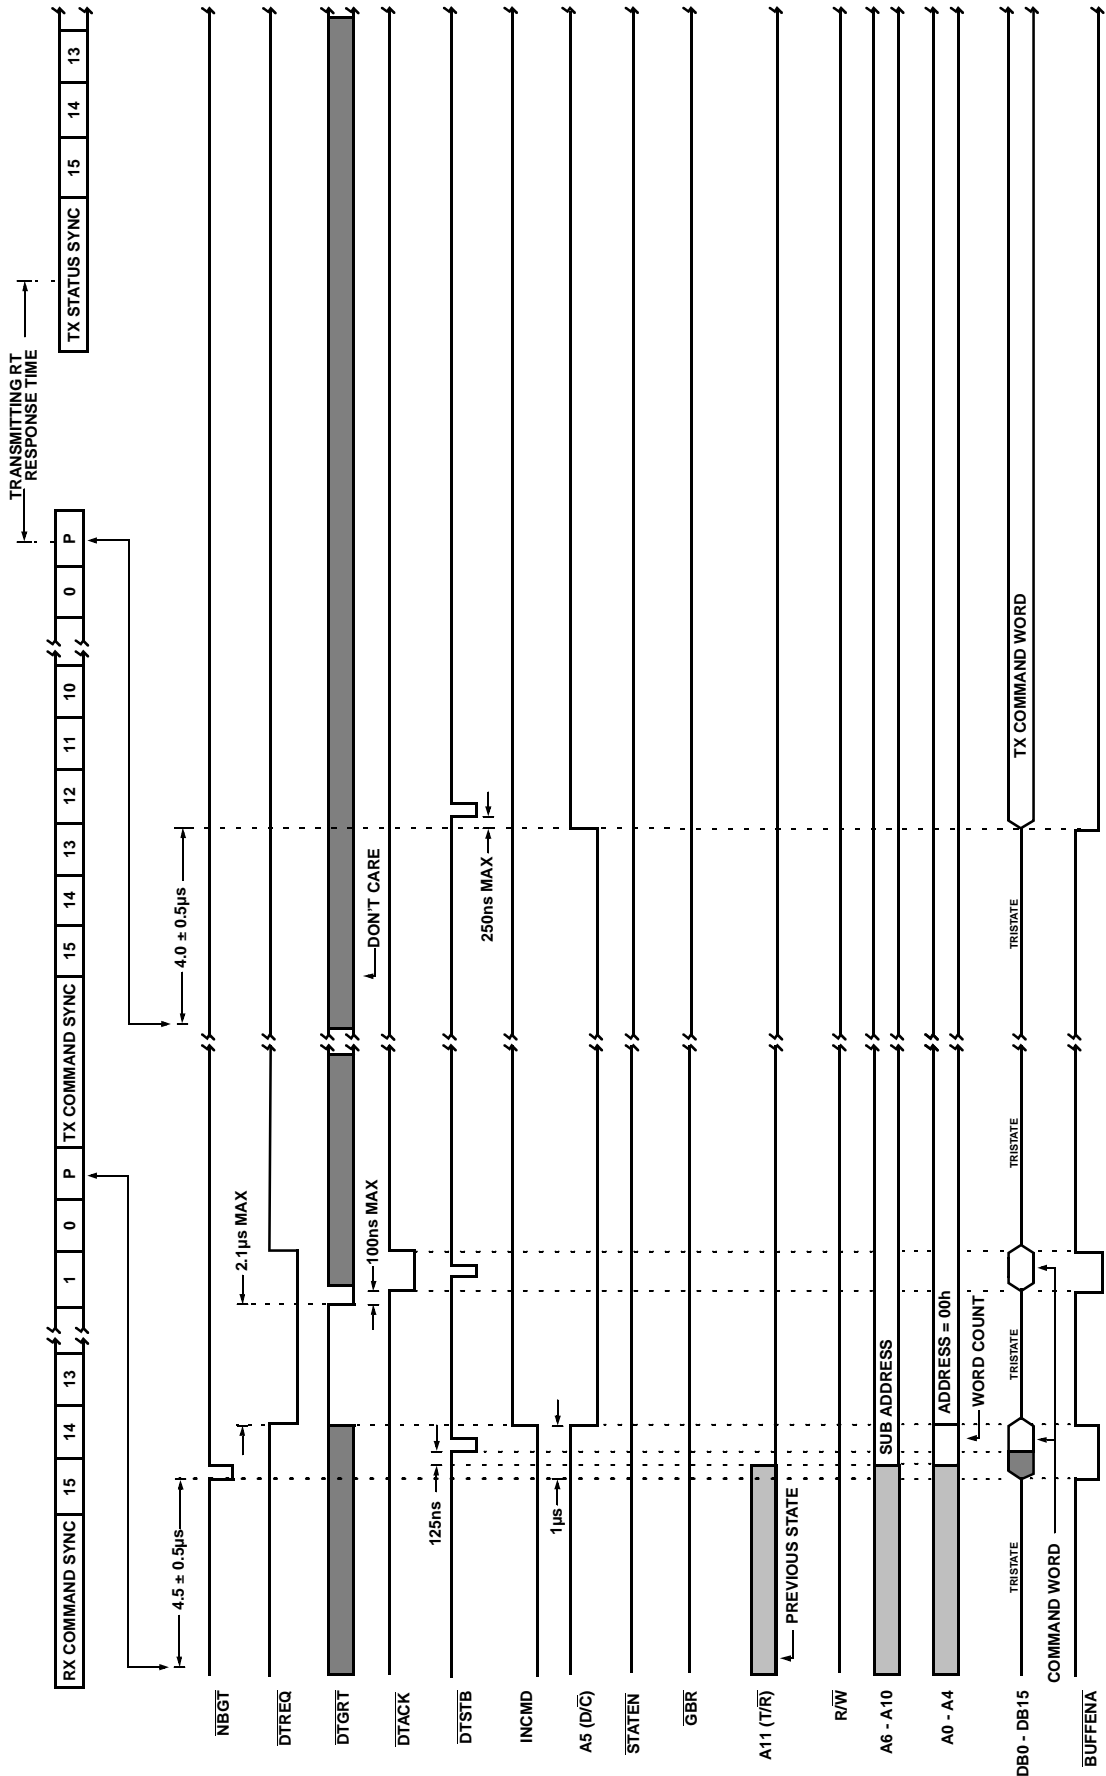 RX COMMAND SYNC 15 14 13 1 0 P TX COMMAND SYNC 15 14 13 12 11 10 0 P TX STATUS SYNC 15 14 13
TRANSMITTING RT
RESPONSE TIME
4.5 ± 0.5µs
4.0 ± 0.5µs
NBGT
2.1µs MAX
DTREQ
DTGRT
DON'T CARE
100ns MAX
DTACK
DTSTB
125ns
250ns MAX
INCMD
1µs
A5 (D/C)
STATEN
GBR
A11 (T/R)
PREVIOUS STATE
R/W
A6 - A10
SUB ADDRESS
A0 - A4
ADDRESS = 00h
WORD COUNT
DB0 - DB15
TRISTATE
TRISTATE
TRISTATE
TRISTATE
TX COMMAND WORD
COMMAND WORD
BUFFENA